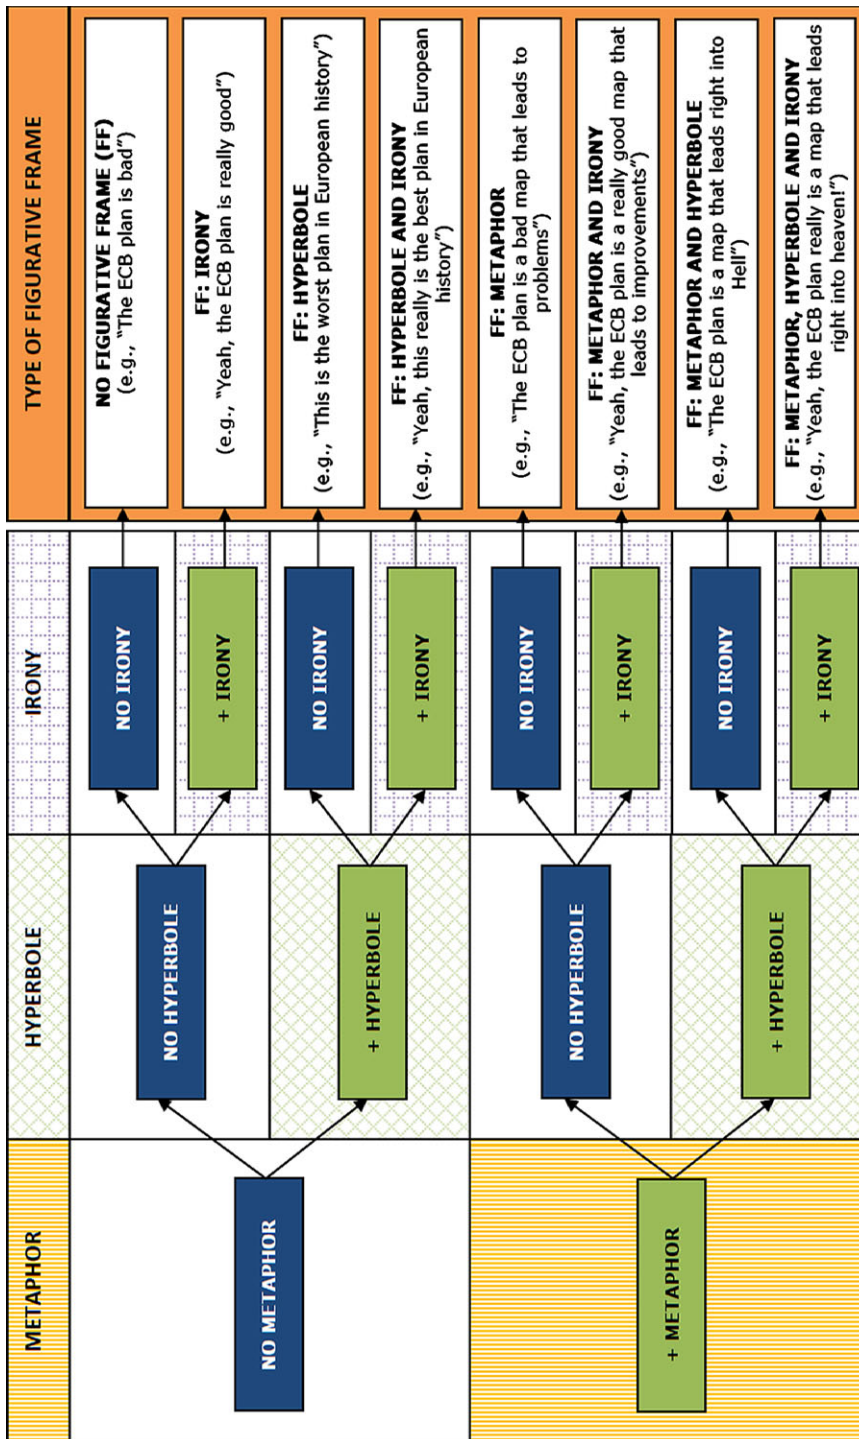 METAPHOR
HYPERBOLE
IRONY
TYPE OF FIGURATIVE FRAME
NO METAPHOR
NO HYPERBOLE
NO IRONY
NO FIGURATIVE FRAME (FF)
(e.g., “The ECB plan is bad”)
+ IRONY
FF: IRONY
(e.g., “Yeah, the ECB plan is really good”)
+ HYPERBOLE
NO IRONY
FF: HYPERBOLE
(e.g., “This is the worst plan in European history”)
+ IRONY
FF: HYPERBOLE AND IRONY
(e.g., “Yeah, this really is the best plan in European
history”)
+ METAPHOR
NO HYPERBOLE
NO IRONY
FF: METAPHOR
(e.g., “The ECB plan is a bad map that leads to
problems”)
+ IRONY
FF: METAPHOR AND IRONY
(e.g., “Yeah, the ECB plan is a really good map that
leads to improvements”)
+ HYPERBOLE
NO IRONY
FF: METAPHOR AND HYPERBOLE
(e.g., “The ECB plan is a map that leads right into
Hell”)
+ IRONY
FF: METAPHOR, HYPERBOLE AND IRONY
(e.g., “Yeah, the ECB plan really is a map that leads
right into heaven!”)